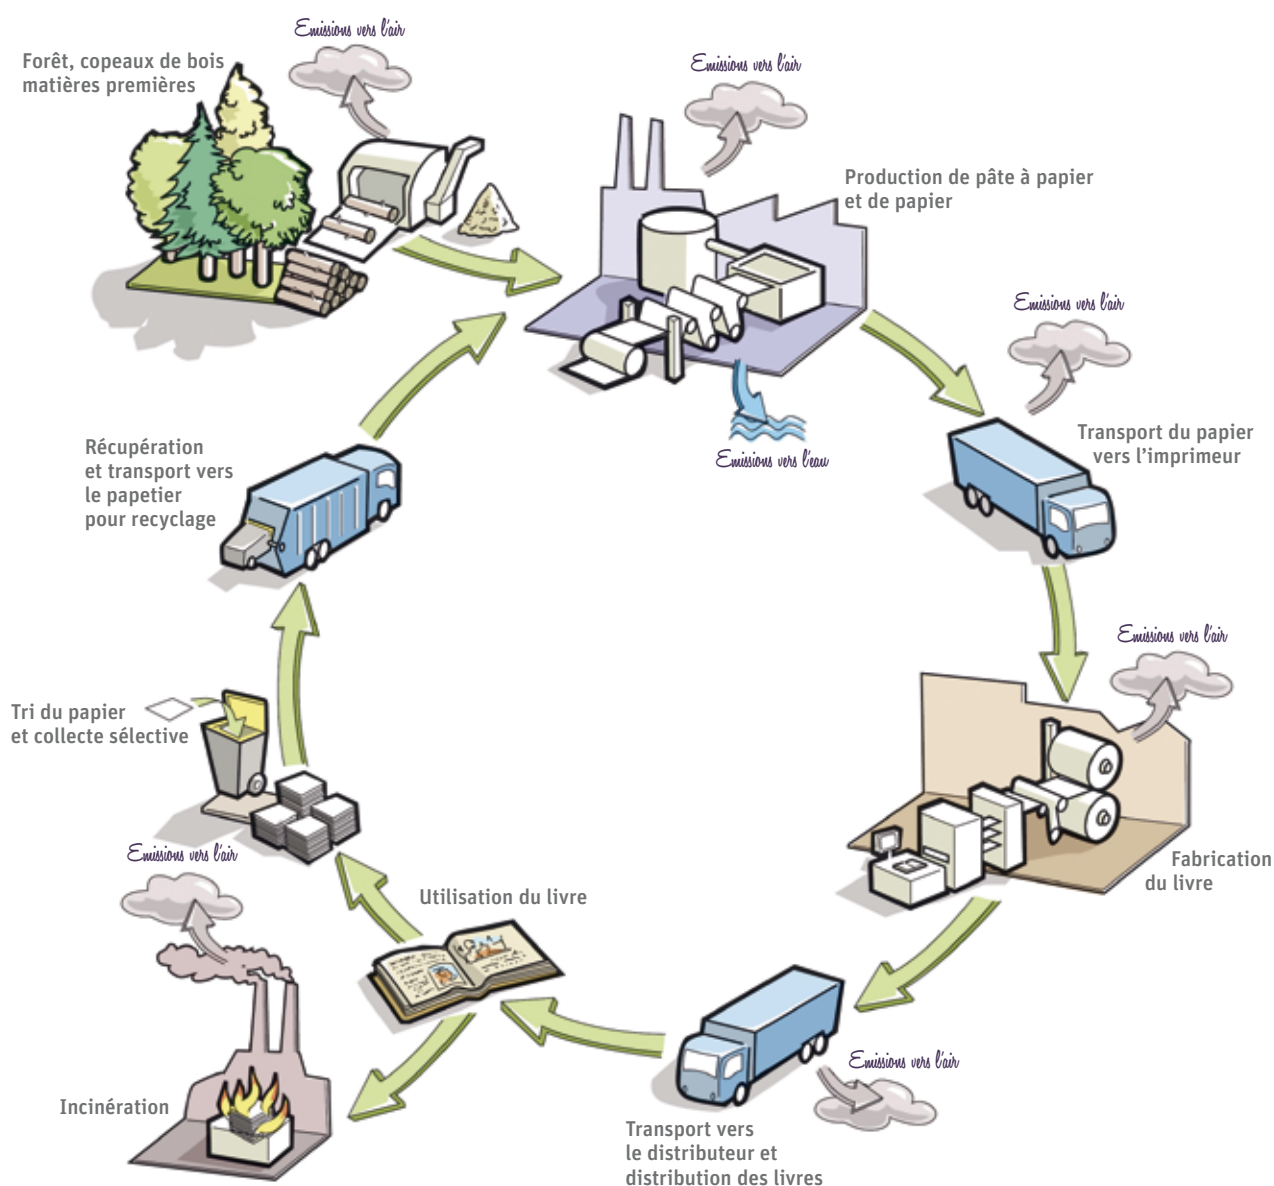 Emissions vers l'air
Forêt, copeaux de bois
matières premières
Emissions vers l'air
Production de pâte à papier
et de papier
Emissions vers l'air
Transport du papier
vers l'imprimeur
Emissions vers l'eau
Récupération
et transport vers
le papetier
pour recyclage
Emissions vers l'air
Tri du papier
et collecte sélective
Fabrication
du livre
Emissions vers l'air
Utilisation du livre
Emissions vers l'air
Incinération
Transport vers
le distributeur et
distribution des livres